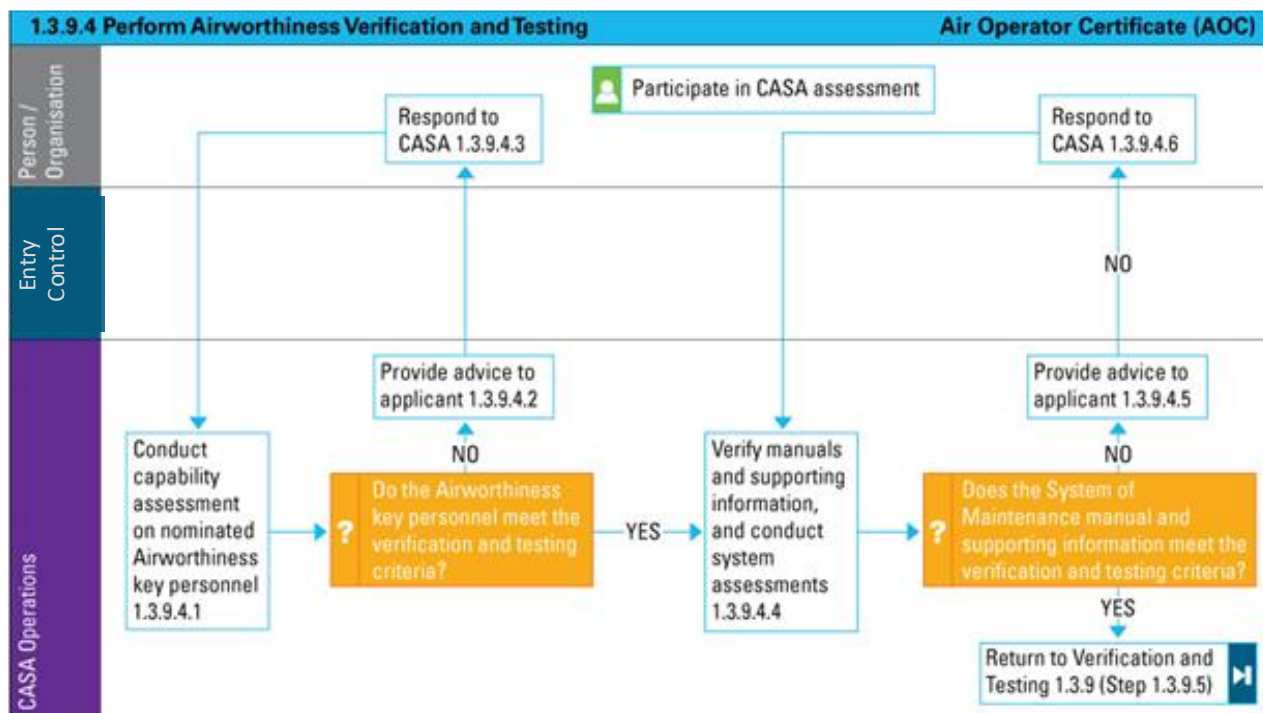 1.3.9.4 Perform Airworthiness Verification and Testing
Air Operator Certificate (AOC)
Person /
Organisation
Participate in CASA assessment
Respond to
CASA 1.3.9.4.3
Respond to
CASA 1.3.9.4.6
Entry
Control
NO
CASA Operations
Provide advice to
applicant 1.3.9.4.2
Provide advice to
applicant 1.3.9.4.5
Conduct
capability
assessment
on nominated
Airworthiness
key personnel
1.3.9.4.1
NO
?
Do the Airworthiness
key personnel meet the
verification and testing
criteria?
YES
Verify manuals
and supporting
information,
and conduct
system
assessments
1.3.9.4.4
NO
?
Does the System of
Maintenance manual and
supporting information meet the
verification and testing criteria?
YES
Return to Verification and
Testing 1.3.9 (Step 1.3.9.5)